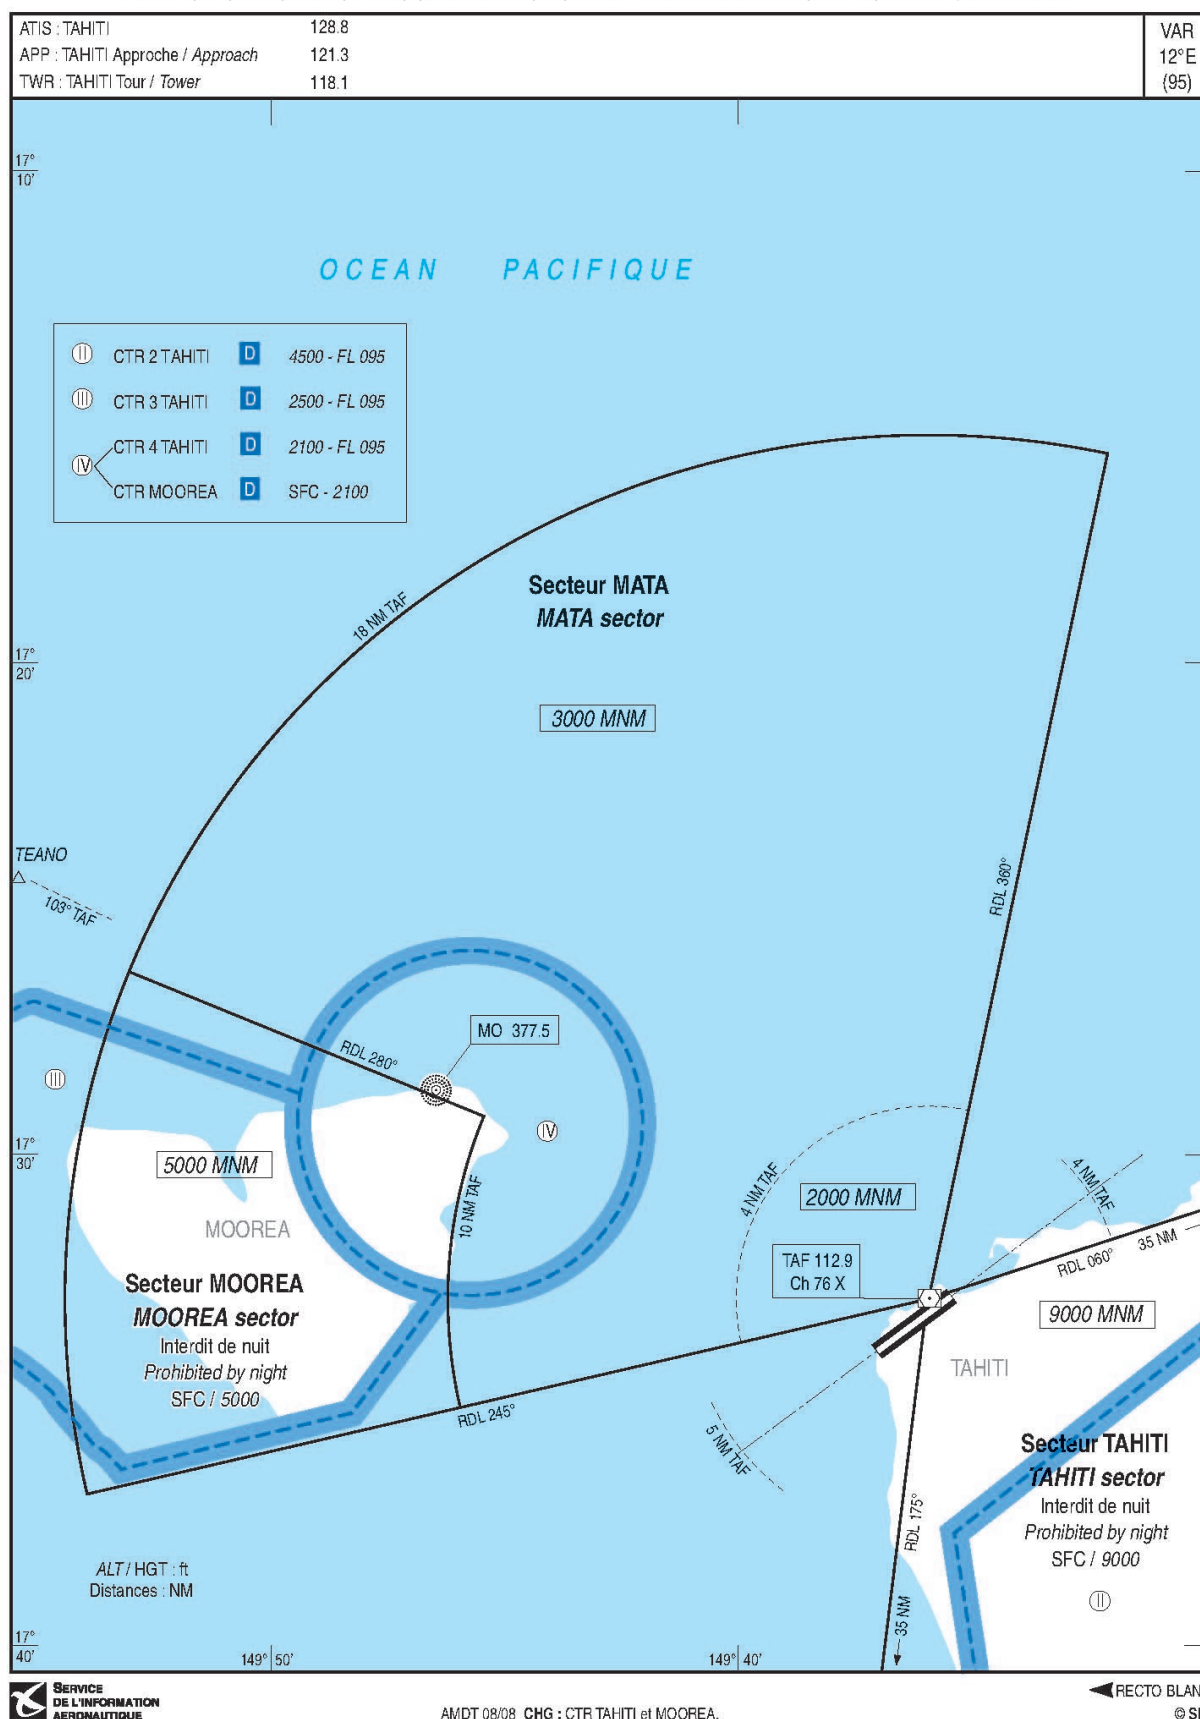 ATIS : TAHITI 128.8
APP : TAHITI Approche / Approach 121.3
TWR : TAHITI Tour / Tower 118.1
VAR
12°E
(95)
17°
10'
OCEAN PACIFIQUE
II CTR 2 TAHITI D 4500 - FL 095
III CTR 3 TAHITI D 2500 - FL 095
IV CTR 4 TAHITI D 2100 - FL 095
CTR MOOREA D SFC - 2100
Secteur MATA
MATA sector
18 NM TAF
17°
20'
3000 MNM
TEANO
103° TAF
RDL 360°
MO 377.5
RDL 280°
III
IV
17°
30'
5000 MNM
MOOREA
10 NM TAF
4 NM TAF
2000 MNM
4 NM TAF
TAF 112.9
Ch 76 X
RDL 060°
35 NM
Secteur MOOREA
MOOREA sector
Interdit de nuit
Prohibited by night
SFC / 5000
9000 MNM
TAHITI
RDL 245°
5 NM TAF
Secteur TAHITI
TAHITI sector
Interdit de nuit
Prohibited by night
SFC / 9000
RDL 175°
II
ALT / HGT : ft
Distances : NM
35 NM
17°
40'
149° 50'
149° 40'
SERVICE
DE L'INFORMATION
AERONAUTIQUE
AMDT 08/08 CHG : CTR TAHITI et MOOREA.
RECTO BLAN
©